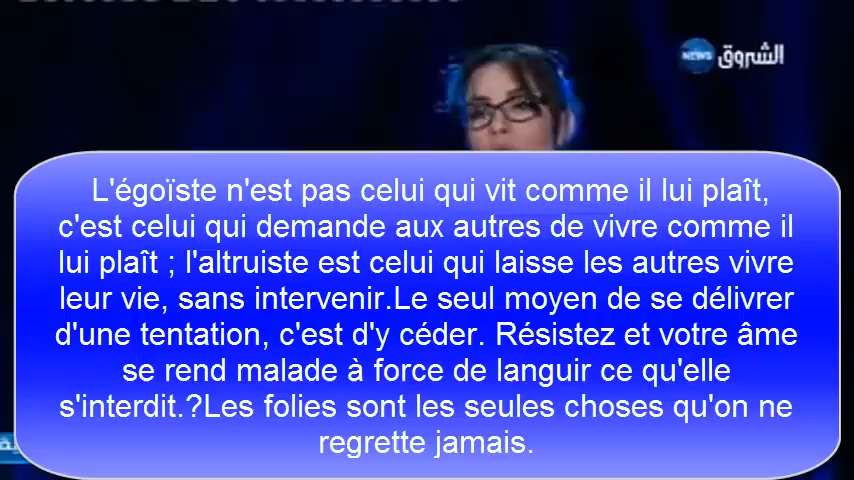 NEWS الشروق
L'égoïste n'est pas celui qui vit comme il lui plaît,
c'est celui qui demande aux autres de vivre comme il
lui plaît ; l'altruiste est celui qui laisse les autres vivre
leur vie, sans intervenir.Le seul moyen de se délivrer
d'une tentation, c'est d'y céder. Résistez et votre âme
se rend malade à force de languir ce qu'elle
s'interdit.?Les folies sont les seules choses qu'on ne
regrette jamais.